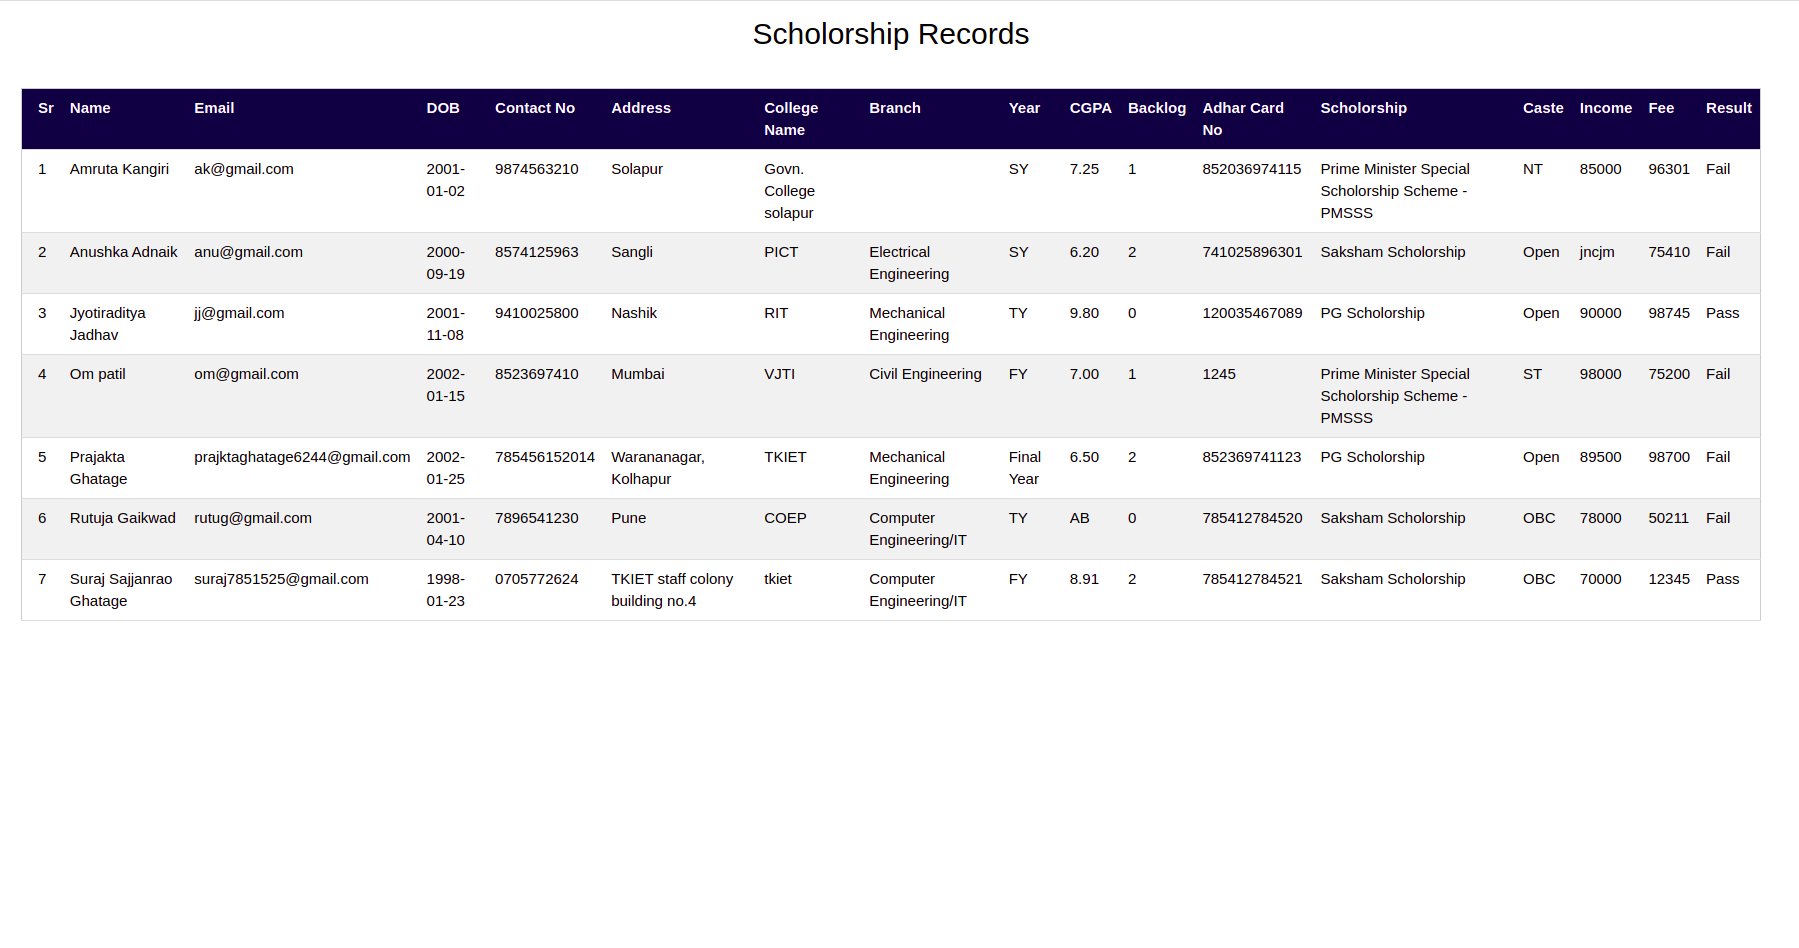 Scholorship Records
Sr Name Email DOB Contact No Address College Name Branch Year CGPA Backlog Adhar Card No Scholorship Caste Income Fee Result
1 Amruta Kangiri ak@gmail.com 2001-01-02 9874563210 Solapur Govn. College solapur SY 7.25 1 852036974115 Prime Minister Special Scholorship Scheme - PMSSS NT 85000 96301 Fail
2 Anushka Adnaik anu@gmail.com 2000-09-19 8574125963 Sangli PICT Electrical Engineering SY 6.20 2 741025896301 Saksham Scholorship Open jncjm 75410 Fail
3 Jyotiraditya Jadhav jj@gmail.com 2001-11-08 9410025800 Nashik RIT Mechanical Engineering TY 9.80 0 120035467089 PG Scholorship Open 90000 98745 Pass
4 Om patil om@gmail.com 2002-01-15 8523697410 Mumbai VJTI Civil Engineering FY 7.00 1 1245 Prime Minister Special Scholorship Scheme - PMSSS ST 98000 75200 Fail
5 Prajakta Ghatage prajktaghatage6244@gmail.com 2002-01-25 785456152014 Warananagar, Kolhapur TKIET Mechanical Engineering Final Year 6.50 2 852369741123 PG Scholorship Open 89500 98700 Fail
6 Rutuja Gaikwad rutug@gmail.com 2001-04-10 7896541230 Pune COEP Computer Engineering/IT TY AB 0 785412784520 Saksham Scholorship OBC 78000 50211 Fail
7 Suraj Sajjanrao Ghatage suraj7851525@gmail.com 1998-01-23 0705772624 TKIET staff colony building no.4 tkiet Computer Engineering/IT FY 8.91 2 785412784521 Saksham Scholorship OBC 70000 12345 Pass